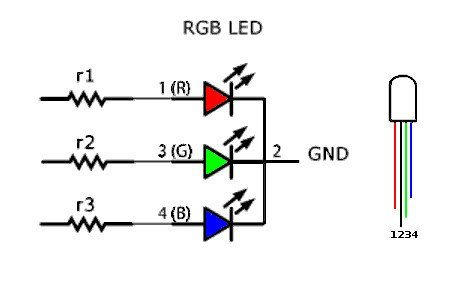 RGB LED
r1
1 (R)
r2
3 (G)
2
GND
r3
4 (B)
1234